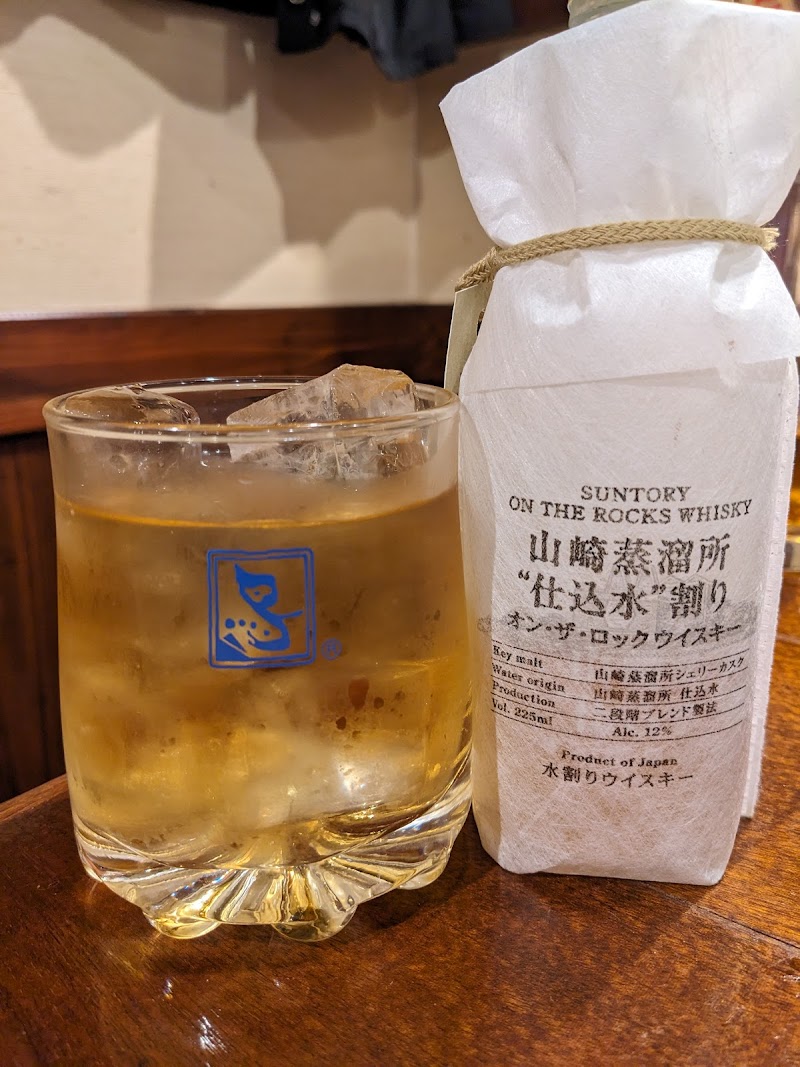 SUNTORY
ON THE ROCKS WHISKY
山崎蒸溜所
“仕込水”割り
オン・ザ・ロックウイスキー
Key malt 山崎蒸溜所シェリーカスク
Water origin 山崎蒸溜所 仕込水
Production 二段階ブレンド製法
Vol. 225ml Alc. 12%
Product of Japan
水割りウイスキー
®